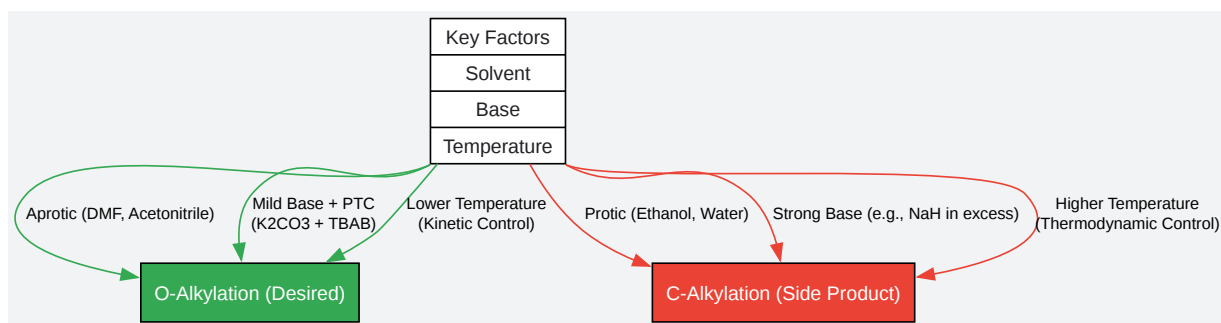 Key Factors
Solvent
Base
Temperature
Aprotic (DMF, Acetonitrile)
Mild Base + PTC
(K2CO3 + TBAB)
Lower Temperature
(Kinetic Control)
Protic (Ethanol, Water)
Strong Base (e.g., NaH in excess)
Higher Temperature
(Thermodynamic Control)
O-Alkylation (Desired)
C-Alkylation (Side Product)